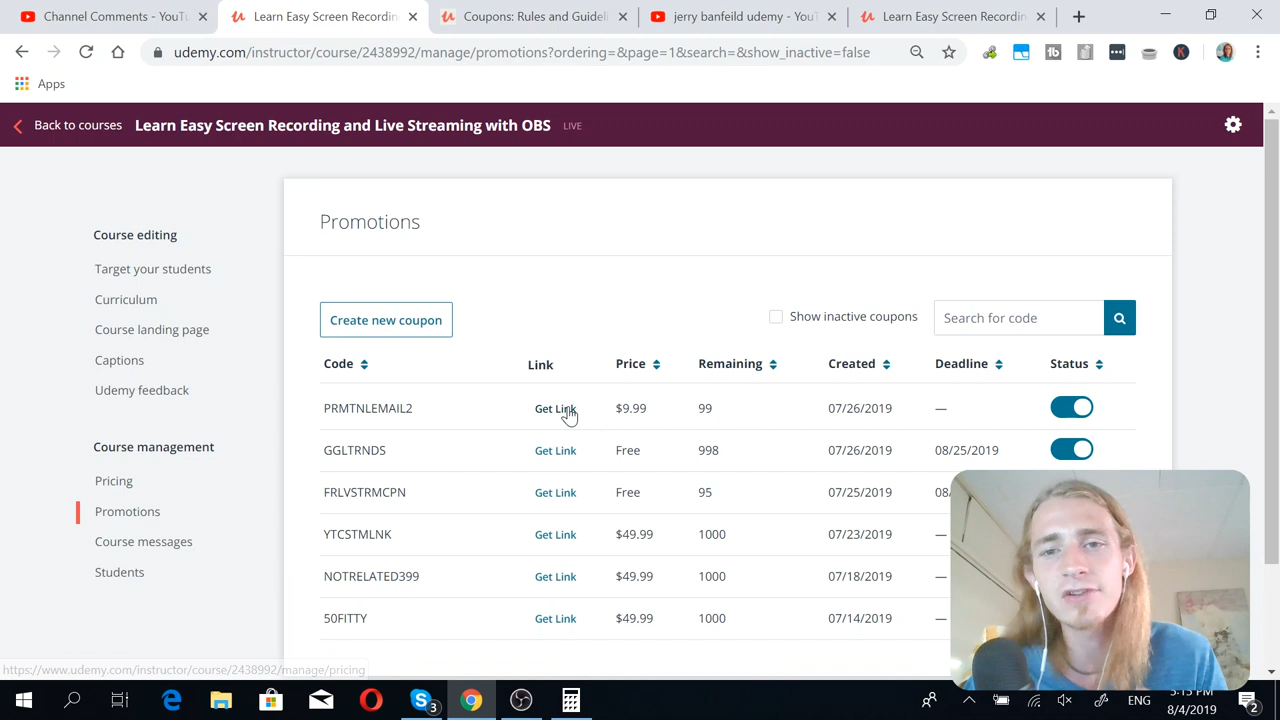 Channel Comments - YouTu
Learn Easy Screen Recording
Coupons: Rules and Guideli
jerry banfeild udemy - YouT
Learn Easy Screen Recordin
udemy.com/instructor/course/2438992/manage/promotions?ordering=&page=1&search=&show_inactive=false
Apps
Back to courses
Learn Easy Screen Recording and Live Streaming with OBS
LIVE
Promotions
Course editing
Target your students
Curriculum
Course landing page
Captions
Udemy feedback
Course management
Pricing
Promotions
Course messages
Students
Create new coupon
Show inactive coupons
Search for code
Code Link Price Remaining Created Deadline Status
PRMTNLEMAIL2 Get Link $9.99 99 07/26/2019 —
GGLTRNDS Get Link Free 998 07/26/2019 08/25/2019
FRLVSTRMCPN Get Link Free 95 07/25/2019 08/
YTCSTMLNK Get Link $49.99 1000 07/23/2019 —
NOTRELATED399 Get Link $49.99 1000 07/18/2019 —
50FITTY Get Link $49.99 1000 07/14/2019 —
https://www.udemy.com/instructor/course/2438992/manage/pricing
3
ENG
5:15 PM
8/4/2019
2